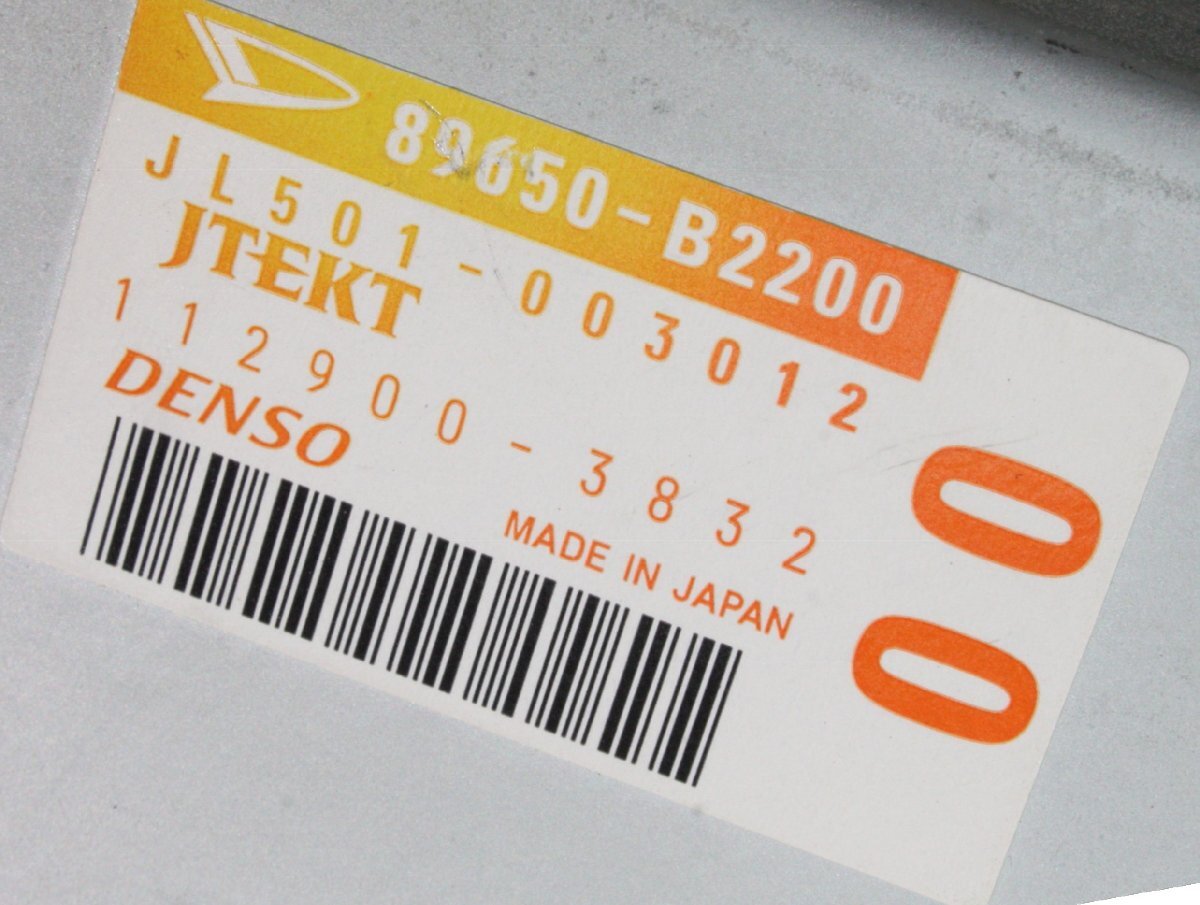 89650-B2200
JL501-003012
JTEKT
112900-3832
DENSO
MADE IN JAPAN
00